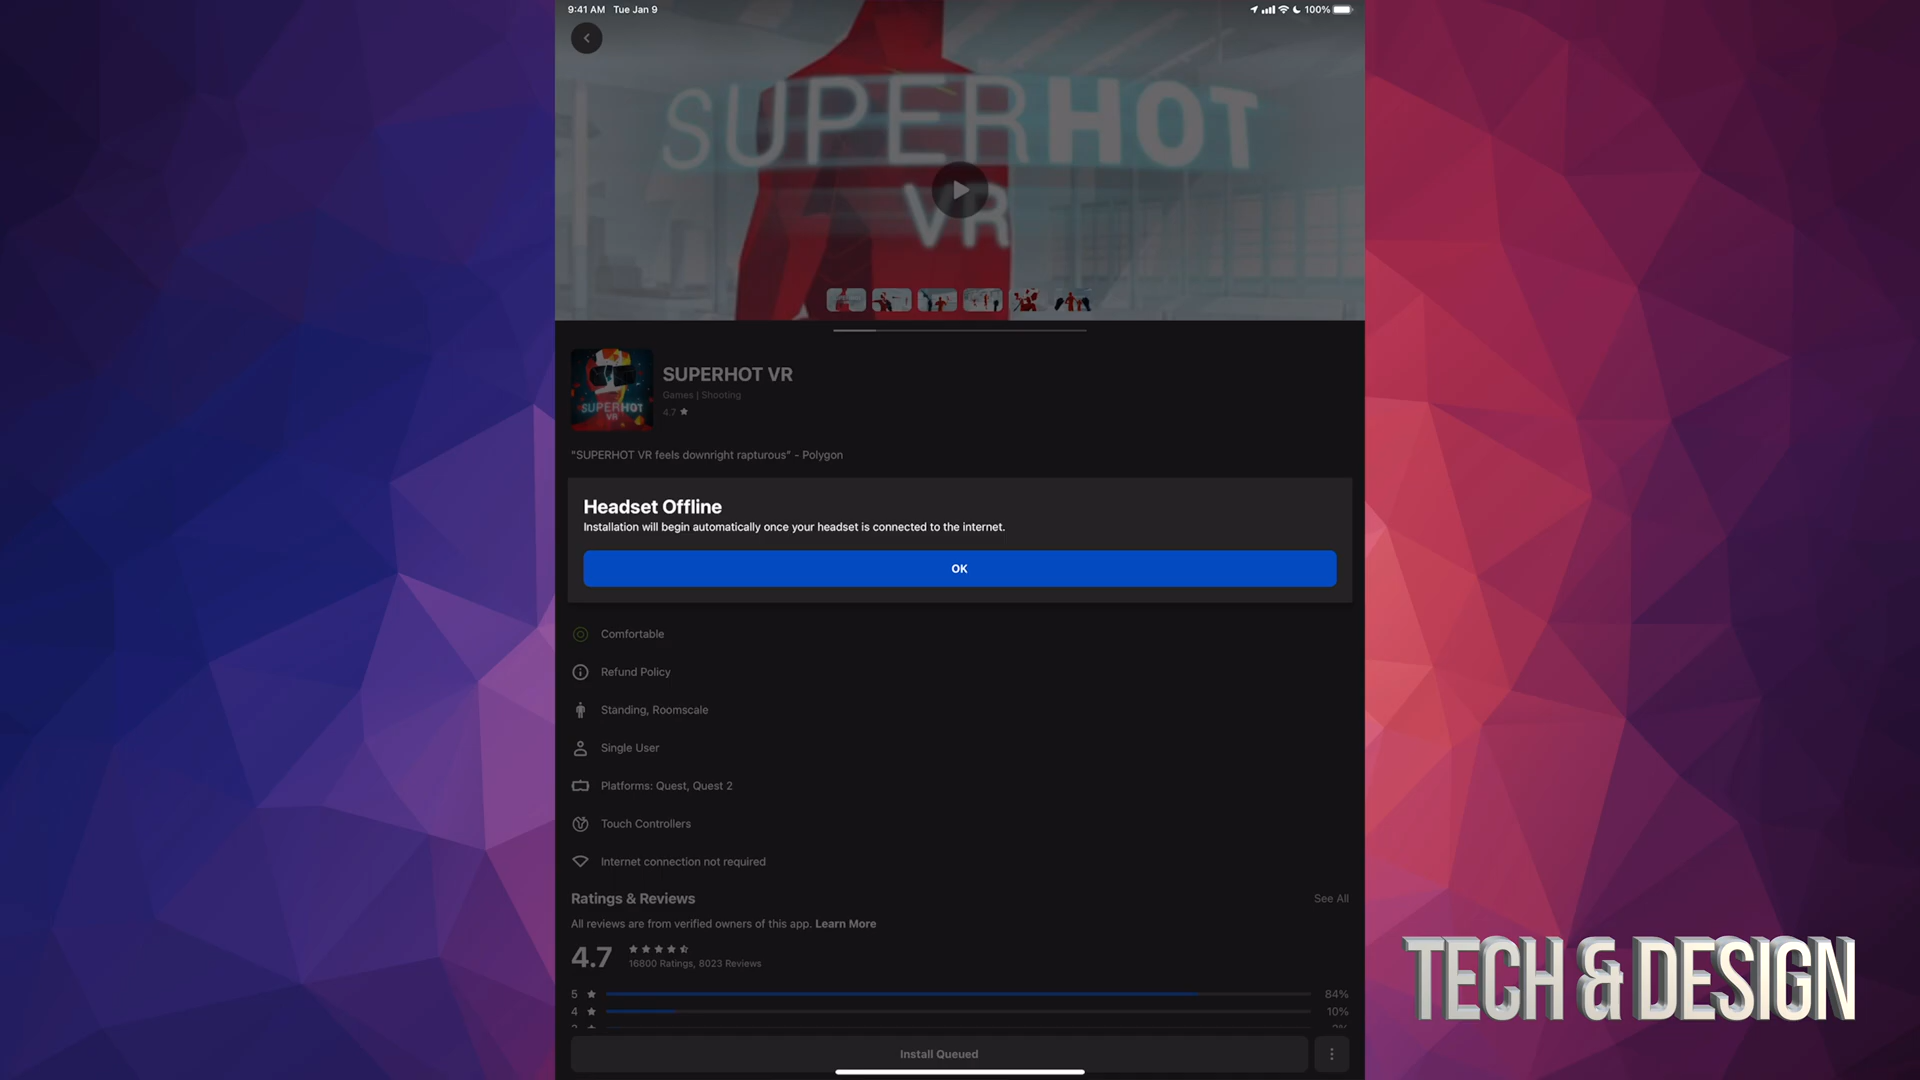 9:41 AM Tue Jan 9
100%
SUPERHOT
VR
SUPERHOT VR
Games | Shooting
4.7 ★
SUPERHOT
VR
"SUPERHOT VR feels downright rapturous" - Polygon
Headset Offline
Installation will begin automatically once your headset is connected to the internet.
OK
Comfortable
Refund Policy
Standing, Roomscale
Single User
Platforms: Quest, Quest 2
Touch Controllers
Internet connection not required
Ratings & Reviews
See All
All reviews are from verified owners of this app. Learn More
4.7
16800 Ratings, 8023 Reviews
5 ★ 84%
4 ★ 10%
Install Queued
TECH & DESIGN